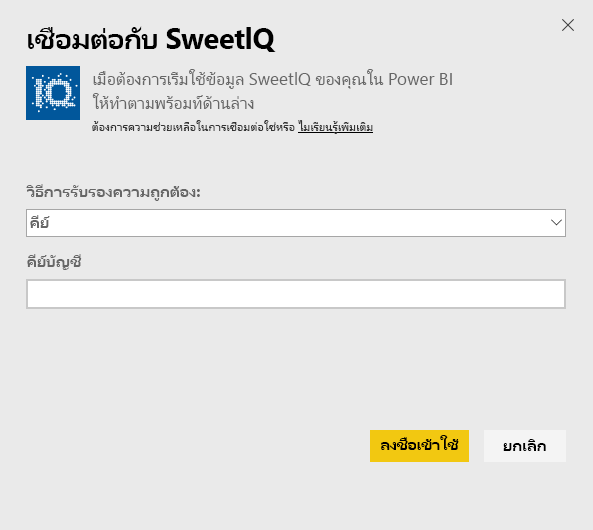 เชื่อมต่อกับ SweetIQ
เมื่อต้องการเริ่มใช้ข้อมูล SweetIQ ของคุณใน Power BI
ให้ทำตามพร้อมท์ด้านล่าง
ต้องการความช่วยเหลือในการเชื่อมต่อใช่หรือ ไม่เรียนรู้เพิ่มเติม
IQ
วิธีการรับรองความถูกต้อง:
คีย์
คีย์บัญชี
ลงชื่อเข้าใช้
ยกเลิก